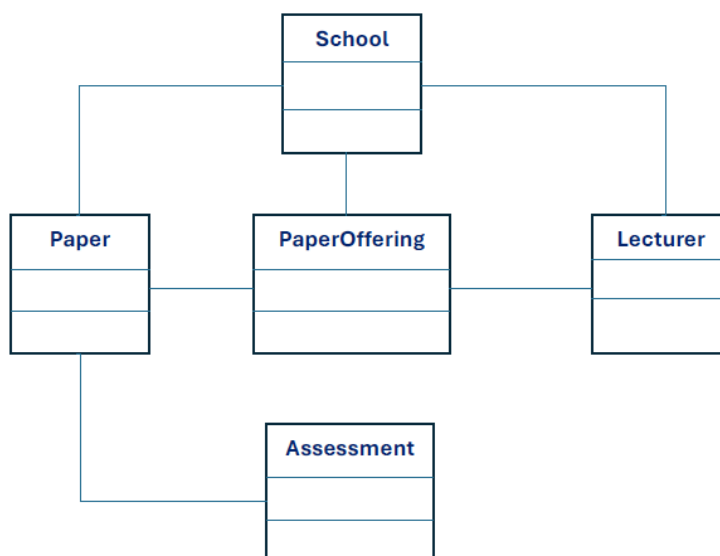 School
Paper
PaperOffering
Lecturer
Assessment